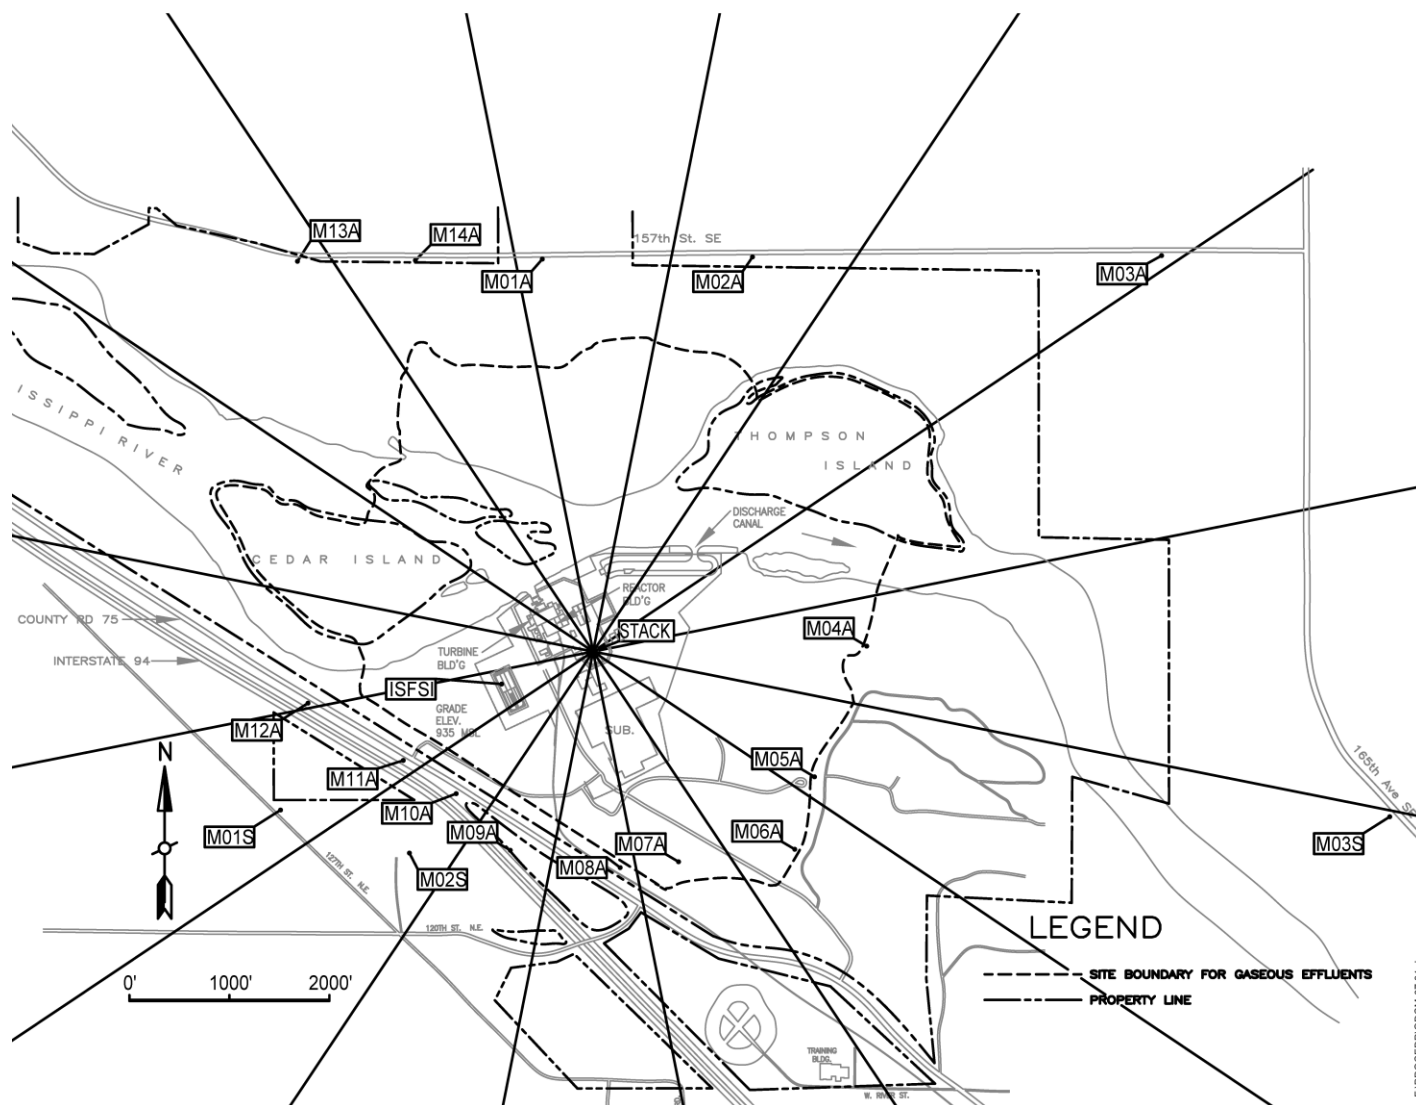 M13A
M14A
157th St. SE
M01A
M02A
M03A
ISSIPPI RIVER
THOMPSON
ISLAND
DISCHARGE
CANAL
CEDAR ISLAND
REACTOR
BLD'G
COUNTY RD 75
STACK
M04A
TURBINE
BLD'G
INTERSTATE 94
ISFSI
GRADE
ELEV.
935 MSL
SUB.
M12A
N
M11A
M05A
165th Ave SE
M10A
M01S
M09A
M07A
M06A
M03S
127TH ST. N.E.
M02S
M08A
120TH ST. N.E.
LEGEND
SITE BOUNDARY FOR GASEOUS EFFLUENTS
PROPERTY LINE
0' 1000' 2000'
TRAINING
BLDG.
W. RIVER ST.